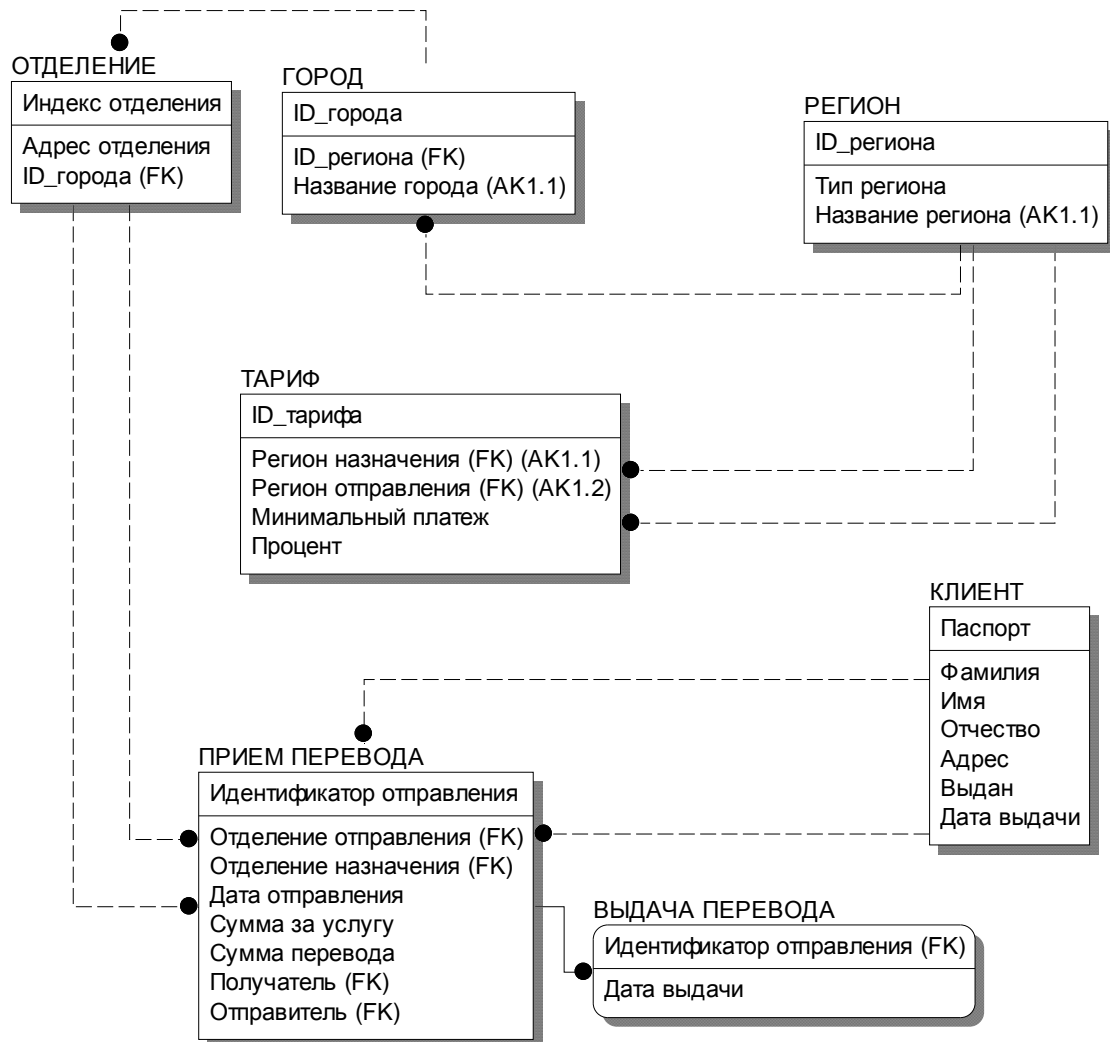 ОТДЕЛЕНИЕ
Индекс отделения
Адрес отделения
ID_города (FK)
ГОРОД
ID_города
ID_региона (FK)
Название города (AK1.1)
РЕГИОН
ID_региона
Тип региона
Название региона (AK1.1)
ТАРИФ
ID_тарифа
Регион назначения (FK) (AK1.1)
Регион отправления (FK) (AK1.2)
Минимальный платеж
Процент
КЛИЕНТ
Паспорт
Фамилия
Имя
Отчество
Адрес
Выдан
Дата выдачи
ПРИЕМ ПЕРЕВОДА
Идентификатор отправления
Отделение отправления (FK)
Отделение назначения (FK)
Дата отправления
Сумма за услугу
Сумма перевода
Получатель (FK)
Отправитель (FK)
ВЫДАЧА ПЕРЕВОДА
Идентификатор отправления (FK)
Дата выдачи